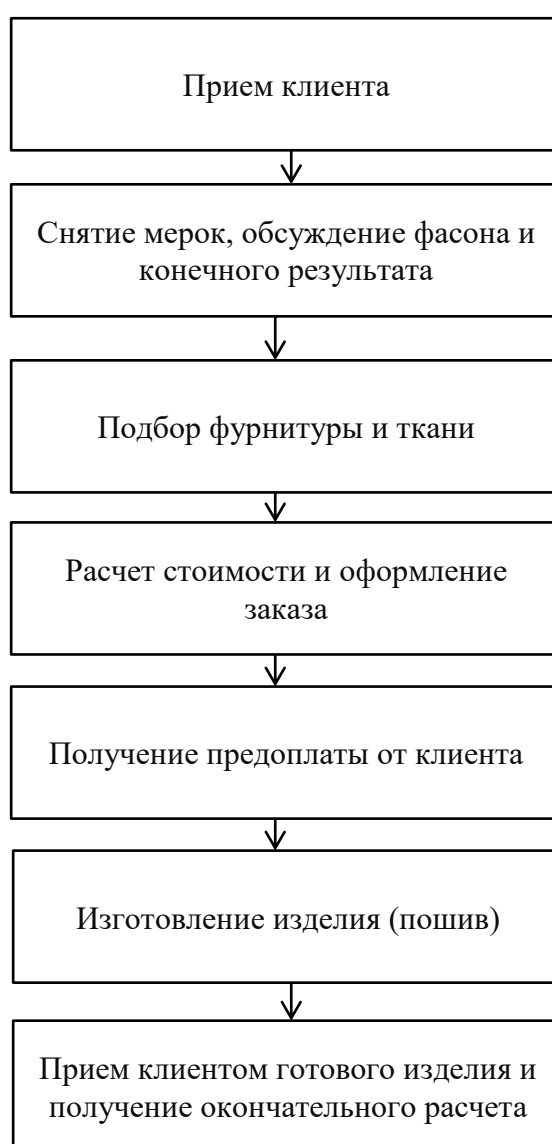 Прием клиента
Снятие мерок, обсуждение фасона и
конечного результата
Подбор фурнитуры и ткани
Расчет стоимости и оформление
заказа
Получение предоплаты от клиента
Изготовление изделия (пошив)
Прием клиентом готового изделия и
получение окончательного расчета